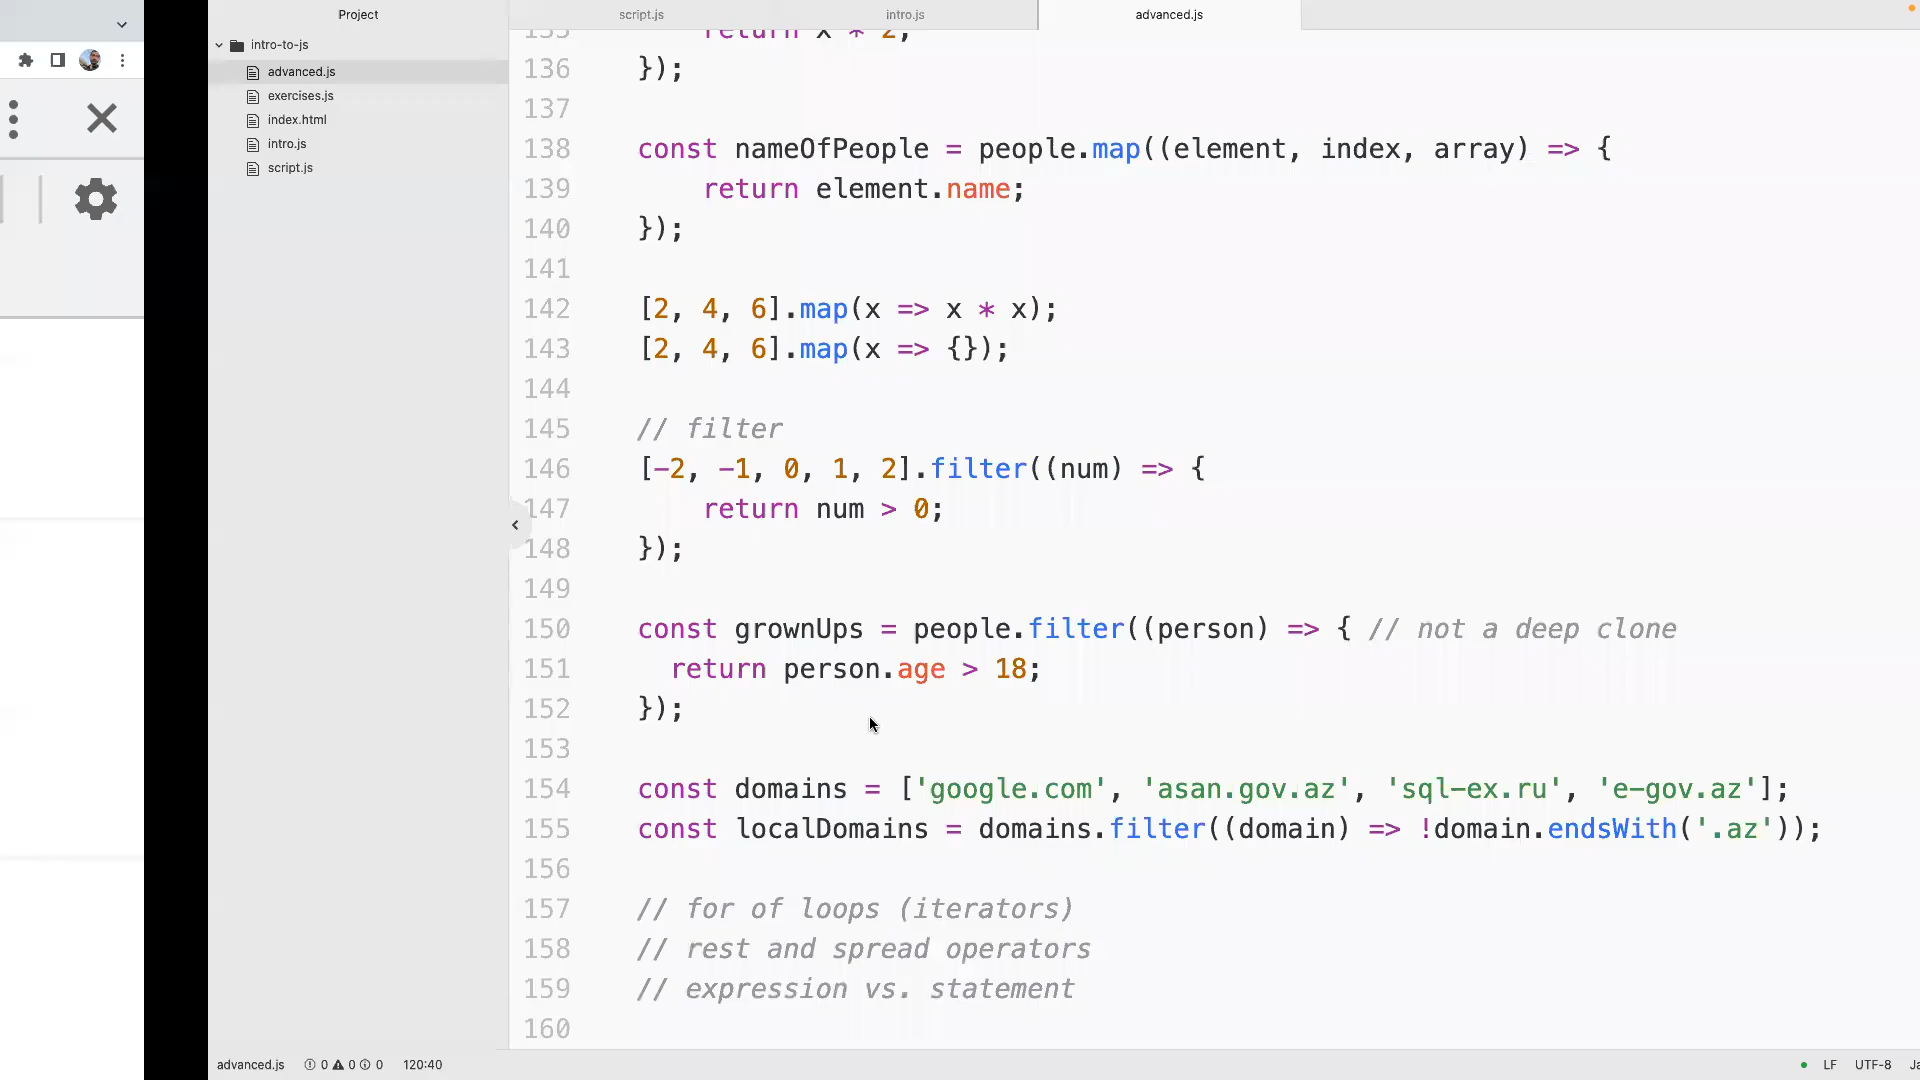 Project
script.js
intro.js
advanced.js
intro-to-js
advanced.js
exercises.js
index.html
intro.js
script.js
135 return x * 2;
136 });
137
138 const nameOfPeople = people.map((element, index, array) => {
139 return element.name;
140 });
141
142 [2, 4, 6].map(x => x * x);
143 [2, 4, 6].map(x => {});
144
145 // filter
146 [-2, -1, 0, 1, 2].filter((num) => {
147 return num > 0;
148 });
149
150 const grownUps = people.filter((person) => { // not a deep clone
151 return person.age > 18;
152 });
153
154 const domains = ['google.com', 'asan.gov.az', 'sql-ex.ru', 'e-gov.az'];
155 const localDomains = domains.filter((domain) => !domain.endsWith('.az'));
156
157 // for of loops (iterators)
158 // rest and spread operators
159 // expression vs. statement
160
advanced.js 0 0 0 120:40
LF UTF-8 Ja